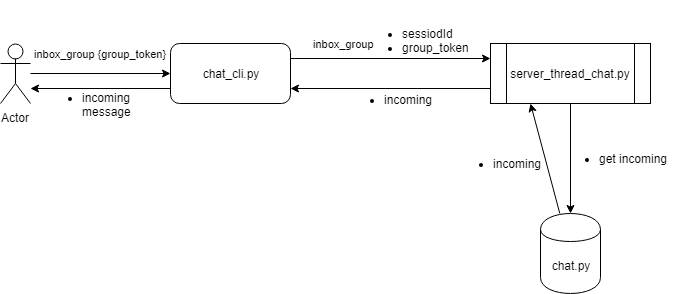 inbox_group {group_token}
chat_cli.py
inbox_group
• sessiodId
• group_token
server_thread_chat.py
• incoming
message
Actor
• incoming
• incoming
• get incoming
chat.py